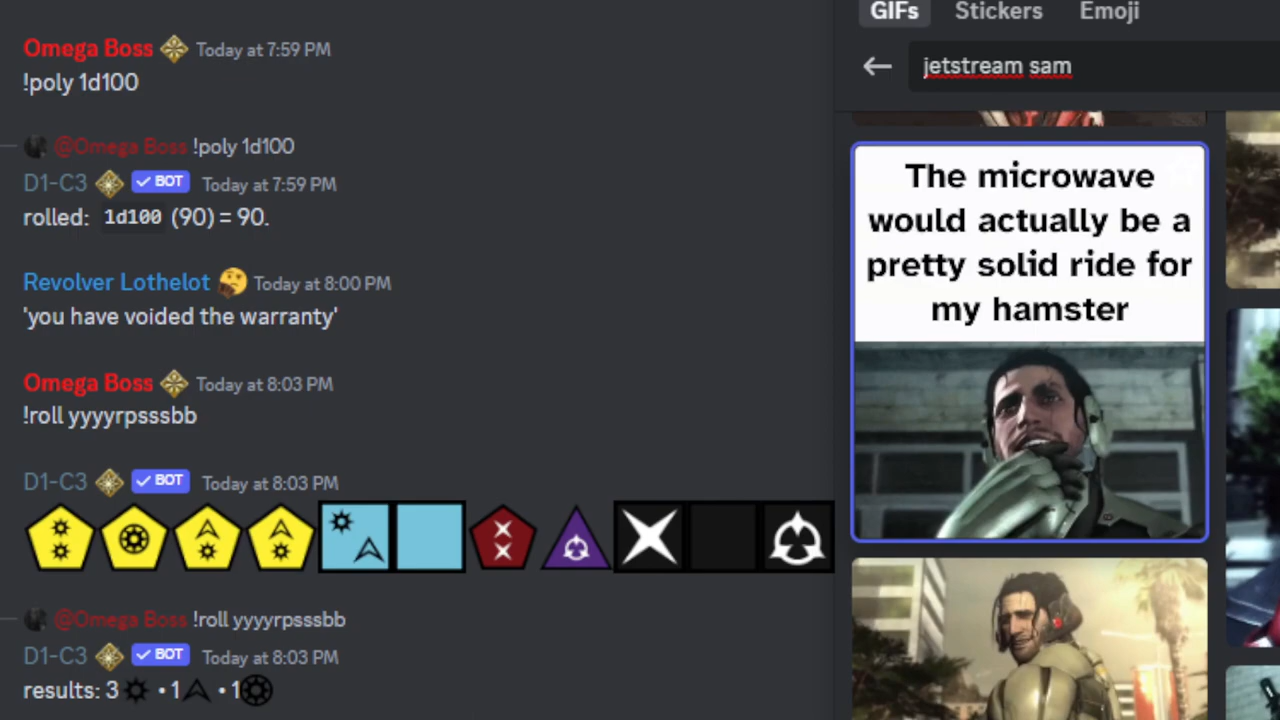 Omega Boss Today at 7:59 PM
!poly 1d100
@Omega Boss !poly 1d100
D1-C3 BOT Today at 7:59 PM
rolled: 1d100 (90) = 90.
Revolver Lothelot Today at 8:00 PM
'you have voided the warranty'
Omega Boss Today at 8:03 PM
!roll yyyyrpsssbb
D1-C3 BOT Today at 8:03 PM
@Omega Boss !roll yyyyrpsssbb
D1-C3 BOT Today at 8:03 PM
results: 3 • 1 • 1
GIFs Stickers Emoji
jetstream sam
The microwave
would actually be a
pretty solid ride for
my hamster